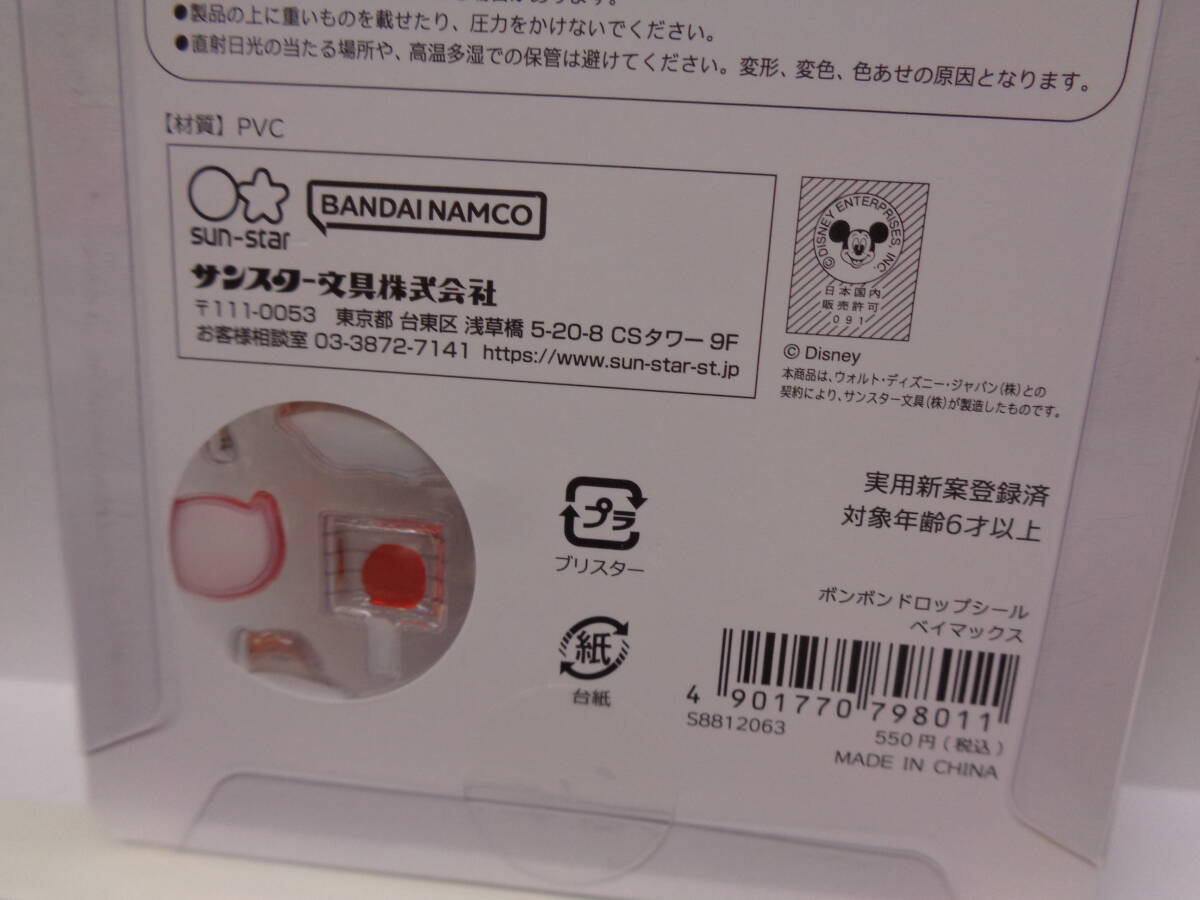 ●製品の上に重いものを載せたり、圧力をかけないでください。
●直射日光の当たる場所や、高温多湿での保管は避けてください。変形、変色、色あせの原因となります。
【材質】PVC
sun-star
BANDAI NAMCO
サンスター文具株式会社
〒111-0053 東京都 台東区 浅草橋 5-20-8 CSタワー 9F
お客様相談室 03-3872-7141 https://www.sun-star-st.jp
©DISNEY ENTERPRISES, INC.
日本国内
販売許可
091
© Disney
本商品は、ウォルト・ディズニー・ジャパン(株)との
契約により、サンスター文具(株)が製造したものです。
プラ
ブリスター
紙
台紙
実用新案登録済
対象年齢6才以上
ボンボンドロップシール
ベイマックス
4 901770 798011
S8812063
550円(税込)
MADE IN CHINA